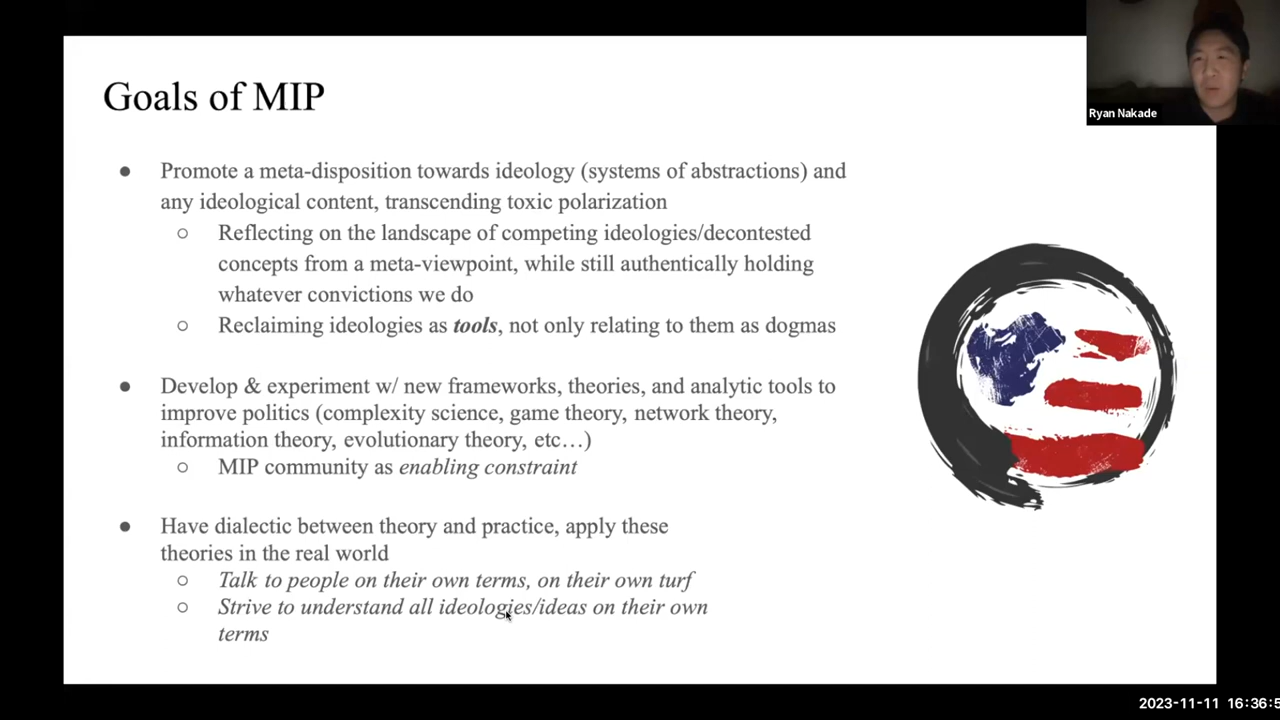 Goals of MIP
Ryan Nakade
● Promote a meta-disposition towards ideology (systems of abstractions) and
any ideological content, transcending toxic polarization
○ Reflecting on the landscape of competing ideologies/decontested
concepts from a meta-viewpoint, while still authentically holding
whatever convictions we do
○ Reclaiming ideologies as tools, not only relating to them as dogmas
● Develop & experiment w/ new frameworks, theories, and analytic tools to
improve politics (complexity science, game theory, network theory,
information theory, evolutionary theory, etc…)
○ MIP community as enabling constraint
● Have dialectic between theory and practice, apply these
theories in the real world
○ Talk to people on their own terms, on their own turf
○ Strive to understand all ideologies/ideas on their own
terms
2023-11-11 16:36:5